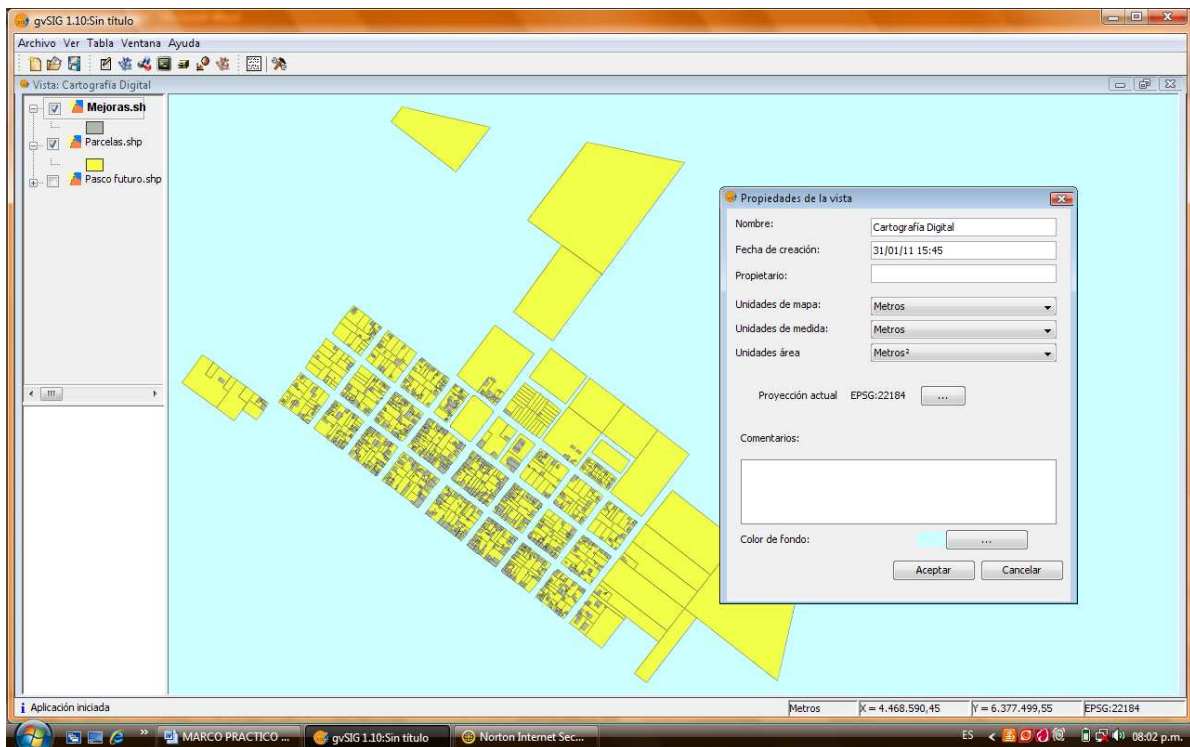 gvSIG 1.10:Sin título
Archivo Ver Tabla Ventana Ayuda
Vista: Cartografía Digital
Mejoras.sh
Parcelas.shp
Pasco futuro.shp
Propiedades de la vista
Nombre: Cartografía Digital
Fecha de creación: 31/01/11 15:45
Propietario:
Unidades de mapa: Metros
Unidades de medida: Metros
Unidades área Metros²
Proyección actual EPSG:22184 ...
Comentarios:
Color de fondo: ...
Aceptar Cancelar
Aplicación iniciada Metros X = 4.468.590,45 Y = 6.377.499,55 EPSG:22184
MARCO PRACTICO ... gvSIG 1.10:Sin título Norton Internet Sec... ES 08:02 p.m.